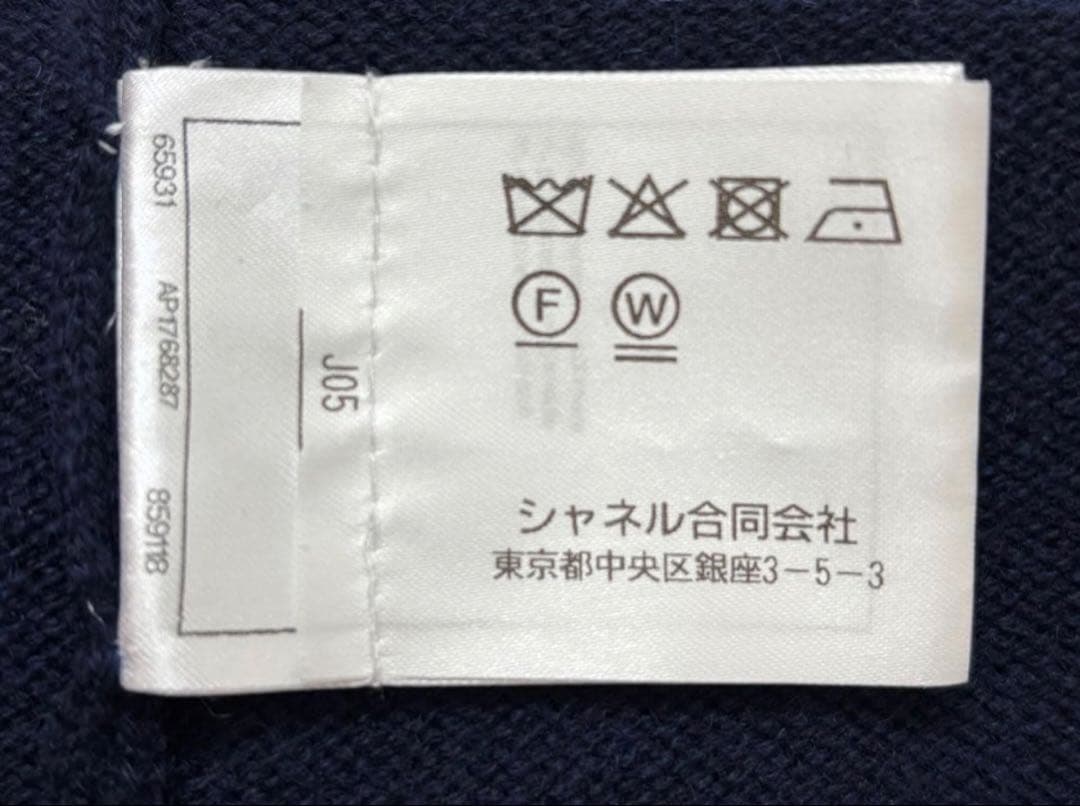 65931 AP1768287 859118
J05
F W
シャネル合同会社
東京都中央区銀座3-5-3